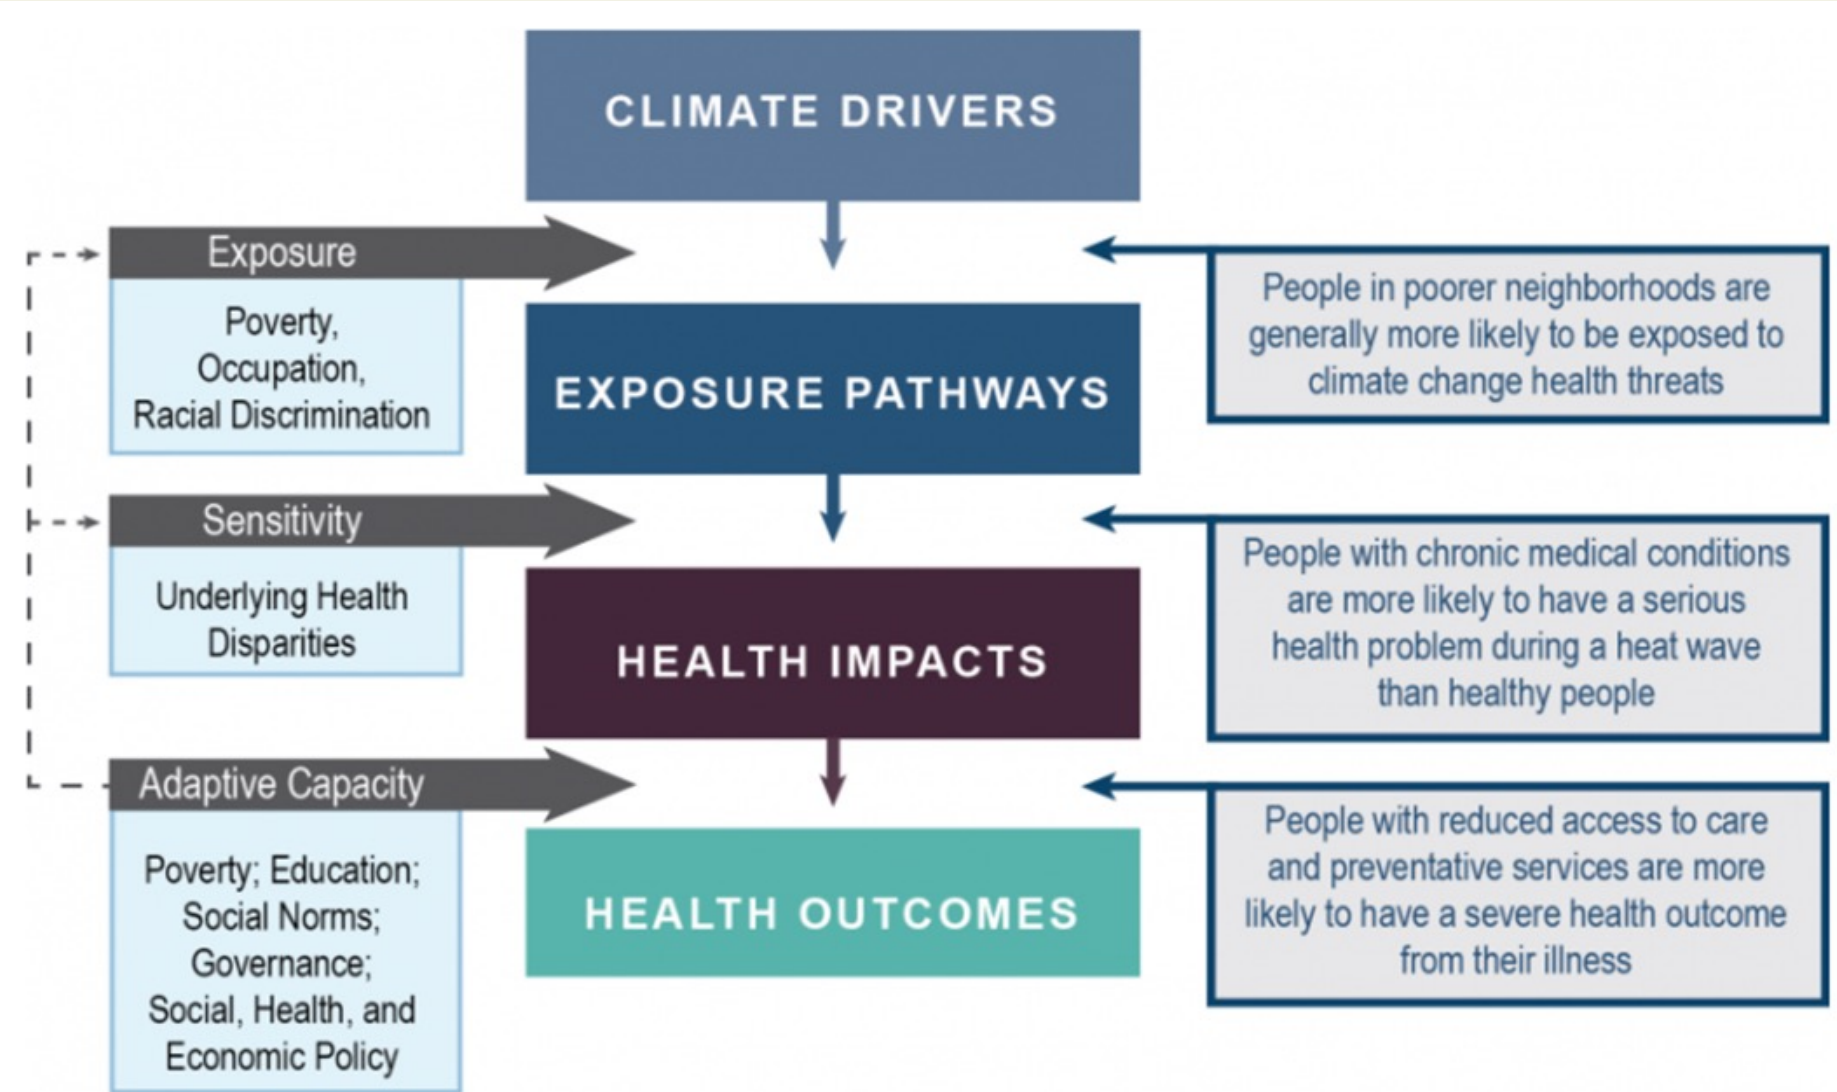 CLIMATE DRIVERS
Exposure
Poverty,
Occupation,
Racial Discrimination
People in poorer neighborhoods are
generally more likely to be exposed to
climate change health threats
EXPOSURE PATHWAYS
Sensitivity
Underlying Health
Disparities
People with chronic medical conditions
are more likely to have a serious
health problem during a heat wave
than healthy people
HEALTH IMPACTS
Adaptive Capacity
Poverty; Education;
Social Norms;
Governance;
Social, Health, and
Economic Policy
People with reduced access to care
and preventative services are more
likely to have a severe health outcome
from their illness
HEALTH OUTCOMES